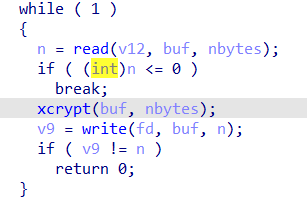 while ( 1 )
{
n = read(v12, buf, nbytes);
if ( (int)n <= 0 )
break;
xcrypt(buf, nbytes);
v9 = write(fd, buf, n);
if ( v9 != n )
return 0;
}